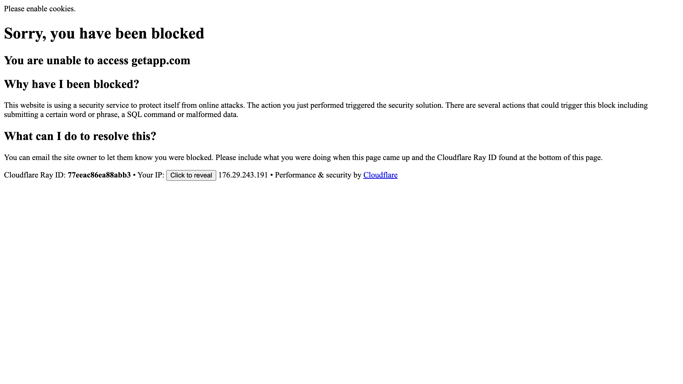 Please enable cookies.
Sorry, you have been blocked
You are unable to access getapp.com
Why have I been blocked?
This website is using a security service to protect itself from online attacks. The action you just performed triggered the security solution. There are several actions that could trigger this block including
submitting a certain word or phrase, a SQL command or malformed data.
What can I do to resolve this?
You can email the site owner to let them know you were blocked. Please include what you were doing when this page came up and the Cloudflare Ray ID found at the bottom of this page.
Cloudflare Ray ID: 77eeac86ea88abb3 • Your IP: Click to reveal 176.29.243.191 • Performance & security by Cloudflare